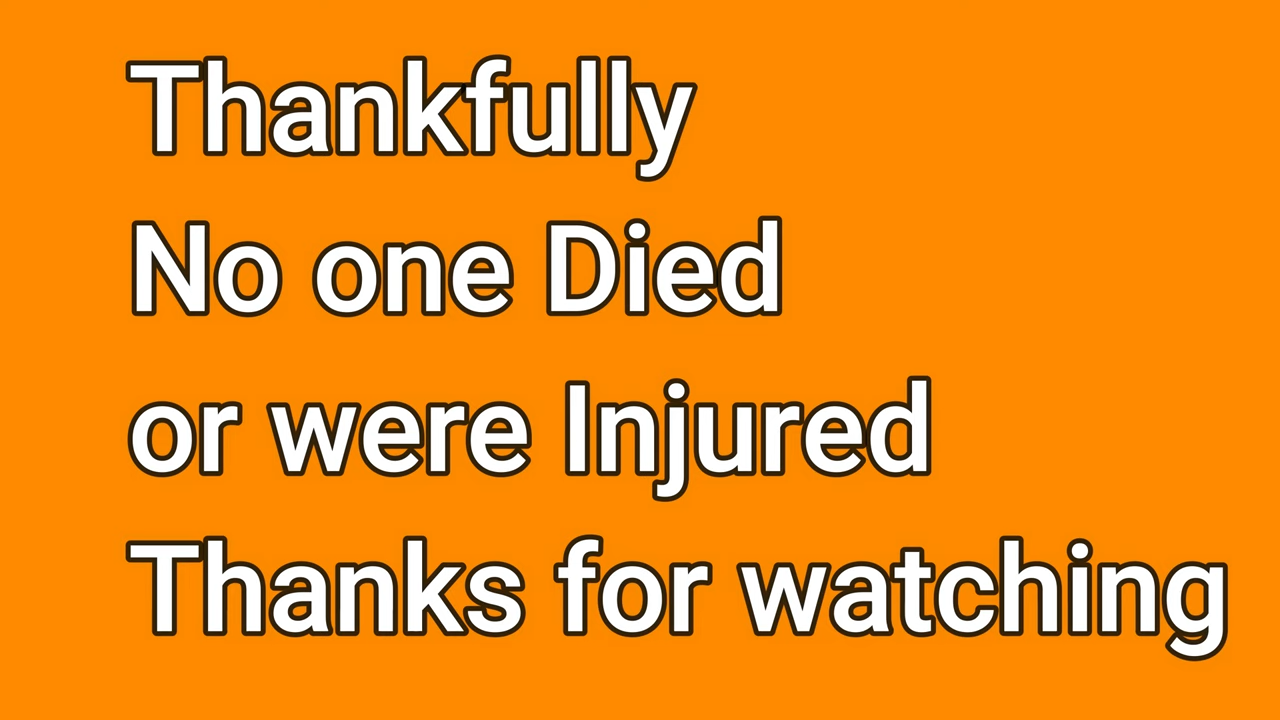 Thankfully
No one Died
or were Injured
Thanks for watching